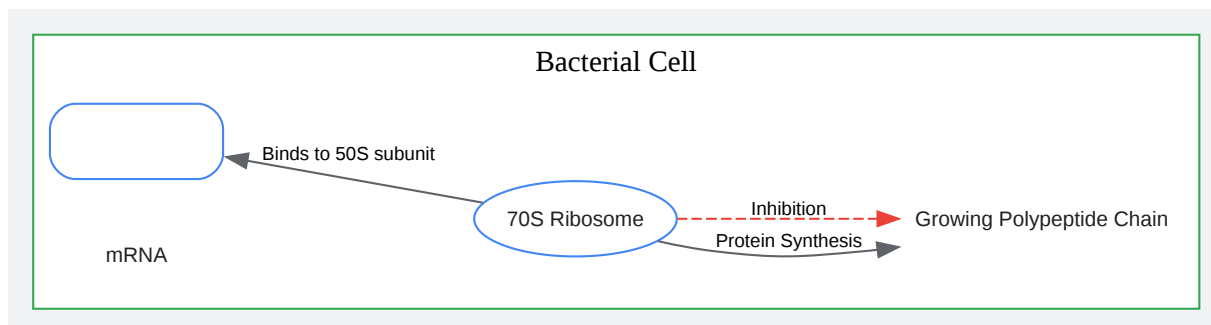 Bacterial Cell
Binds to 50S subunit
Inhibition
70S Ribosome
Growing Polypeptide Chain
Protein Synthesis
mRNA